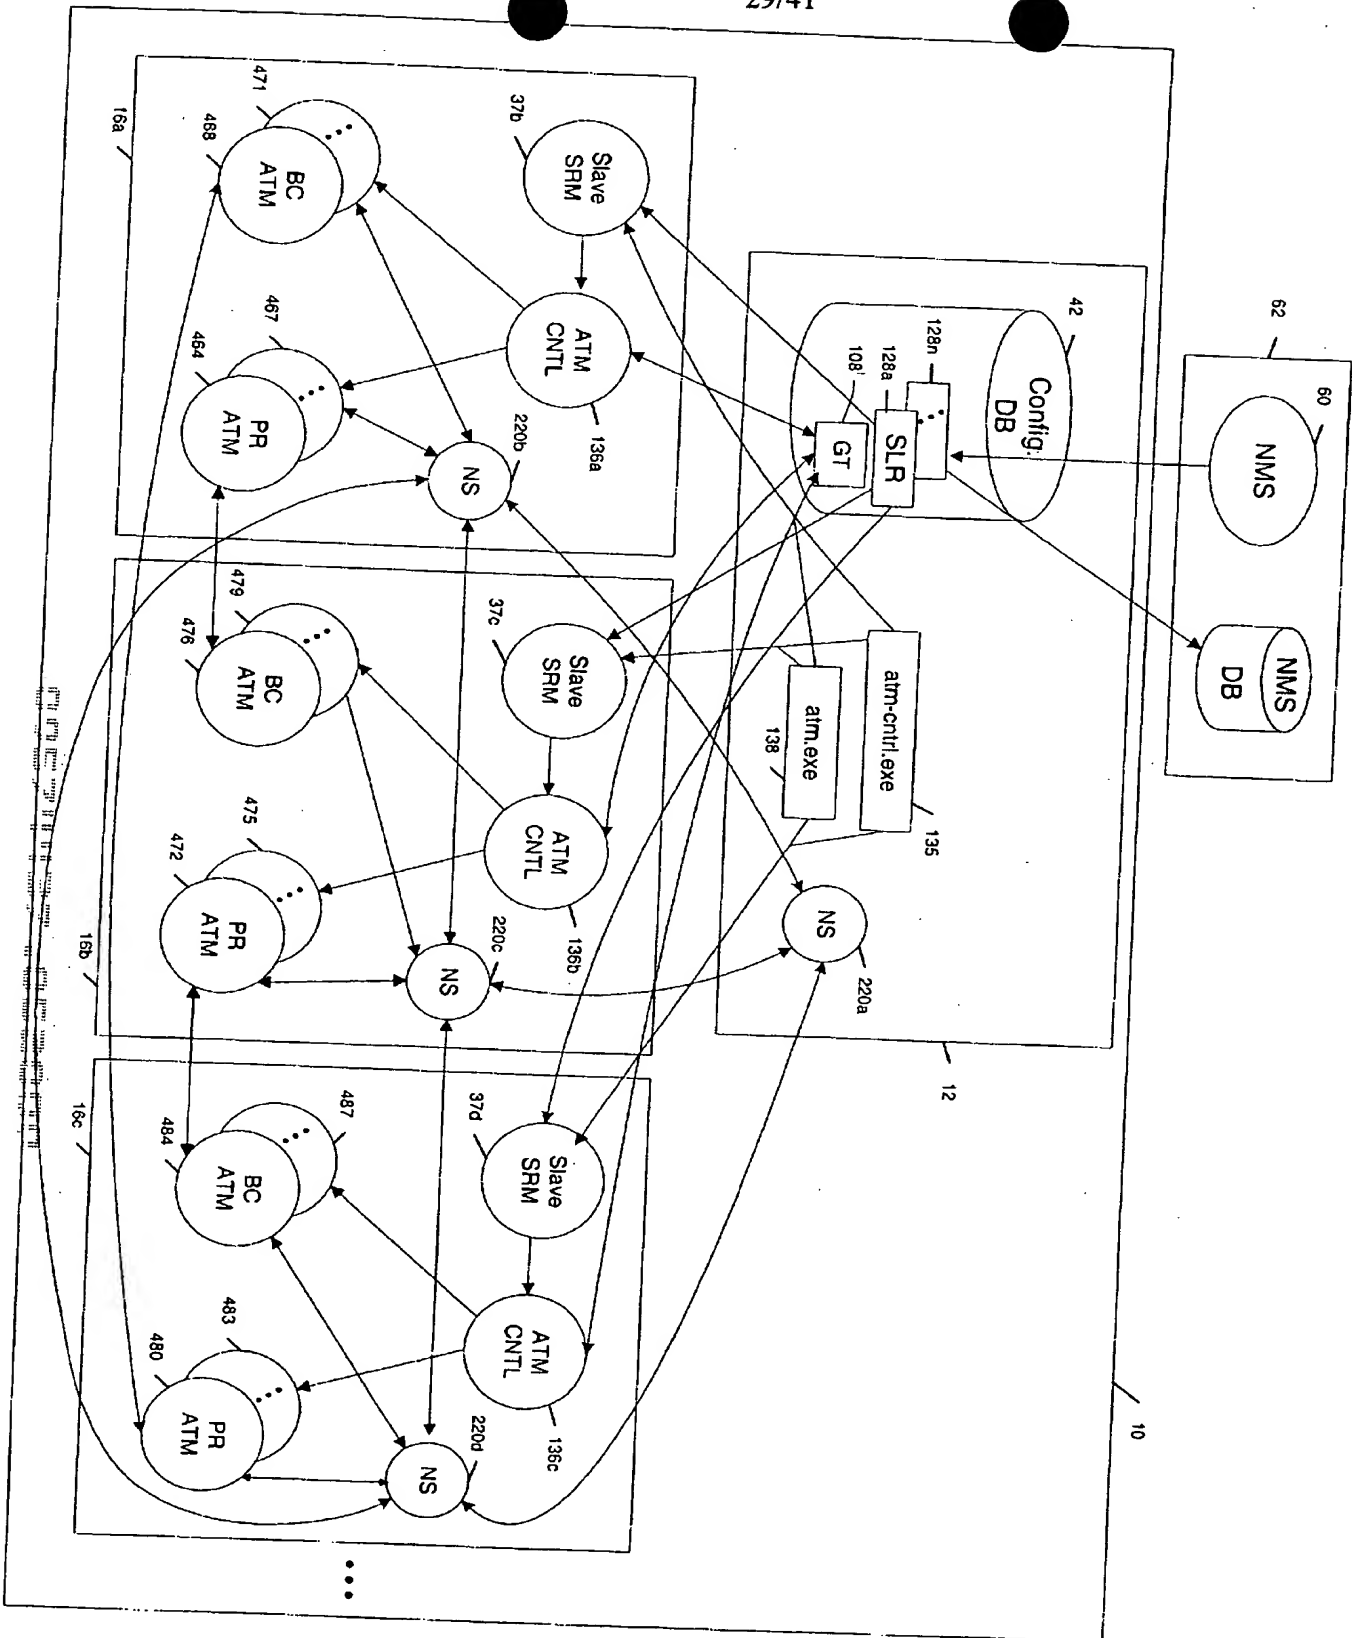 29/41
62
60
NMS
NMS
DB
42
Config.
DB
128n
128a
108'
SLR
GT
atm-cntrl.exe
135
atm.exe
138
NS
220a
12
10
37b
Slave
SRM
ATM
CNTL
136a
471
468
BC
ATM
467
464
PR
ATM
NS
220b
16a
37c
Slave
SRM
ATM
CNTL
136b
479
476
BC
ATM
475
472
PR
ATM
NS
220c
16b
37d
Slave
SRM
ATM
CNTL
136c
487
484
BC
ATM
483
480
PR
ATM
NS
220d
16c